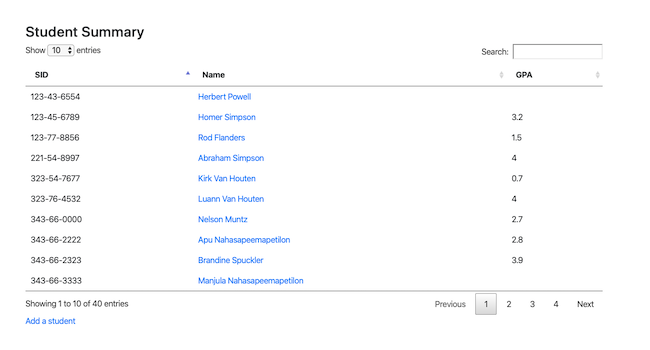 Student Summary
Show 10 entries Search:
SID Name GPA
123-43-6554 Herbert Powell
123-45-6789 Homer Simpson 3.2
123-77-8856 Rod Flanders 1.5
221-54-8997 Abraham Simpson 4
323-54-7677 Kirk Van Houten 0.7
323-76-4532 Luann Van Houten 4
343-66-0000 Nelson Muntz 2.7
343-66-2222 Apu Nahasapeemapetilon 2.8
343-66-2323 Brandine Spuckler 3.9
343-66-3333 Manjula Nahasapeemapetilon
Showing 1 to 10 of 40 entries Previous 1 2 3 4 Next
Add a student